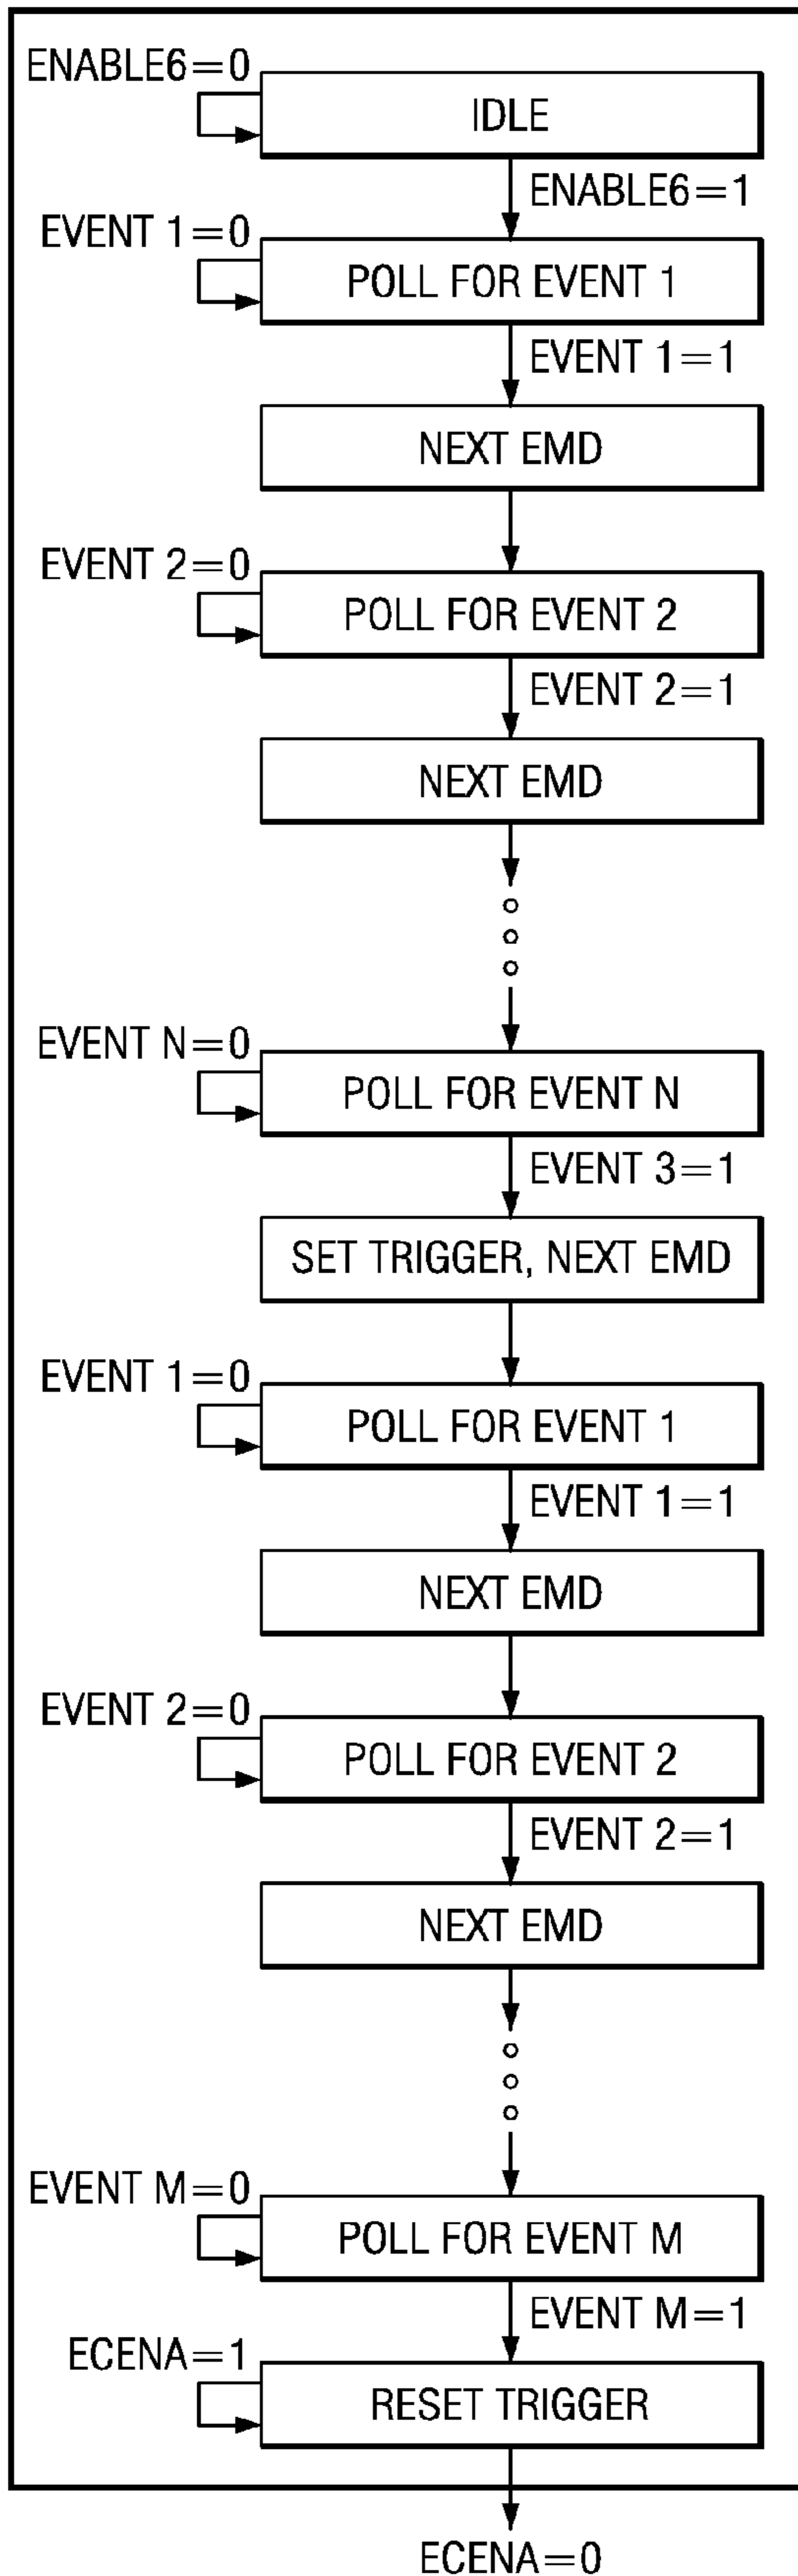 ENABLE6=0
IDLE
ENABLE6=1
EVENT 1=0
POLL FOR EVENT 1
EVENT 1=1
NEXT EMD
EVENT 2=0
POLL FOR EVENT 2
EVENT 2=1
NEXT EMD
EVENT N=0
POLL FOR EVENT N
EVENT 3=1
SET TRIGGER, NEXT EMD
EVENT 1=0
POLL FOR EVENT 1
EVENT 1=1
NEXT EMD
EVENT 2=0
POLL FOR EVENT 2
EVENT 2=1
NEXT EMD
EVENT M=0
POLL FOR EVENT M
EVENT M=1
ECENA=1
RESET TRIGGER
ECENA=0